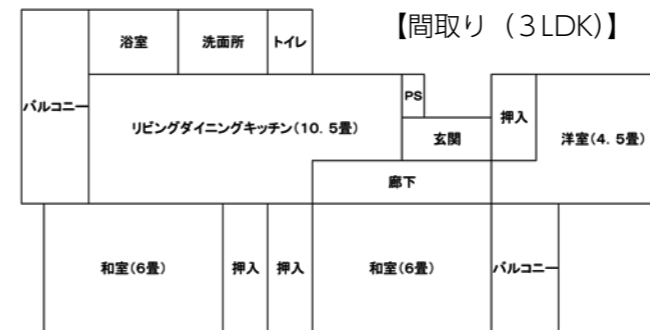 【間取り（３LDK）】
浴室
洗面所
トイレ
バルコニー
リビングダイニングキッチン（１０．５畳）
PS
玄関
押入
洋室（４．５畳）
廊下
和室（６畳）
押入
押入
和室（６畳）
バルコニー